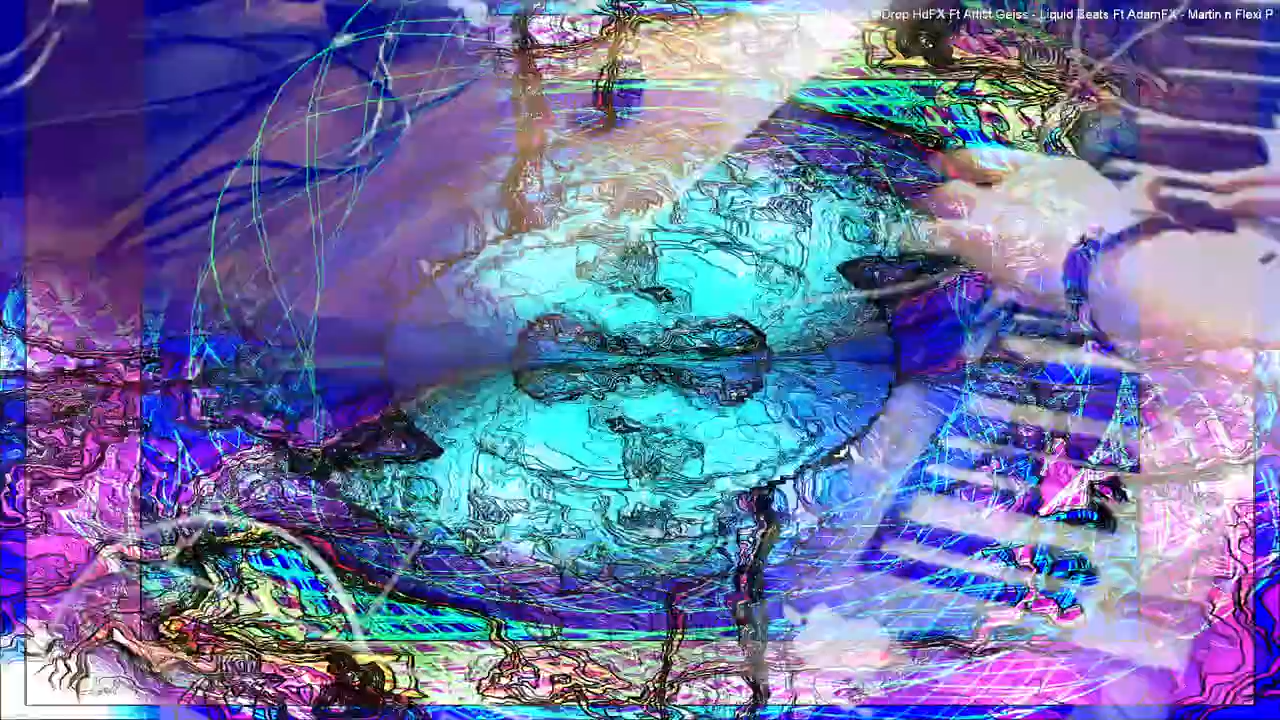 Drop HdFX Ft Artist Geiss - Liquid Beats Ft AdamFX - Martin n Flexi P